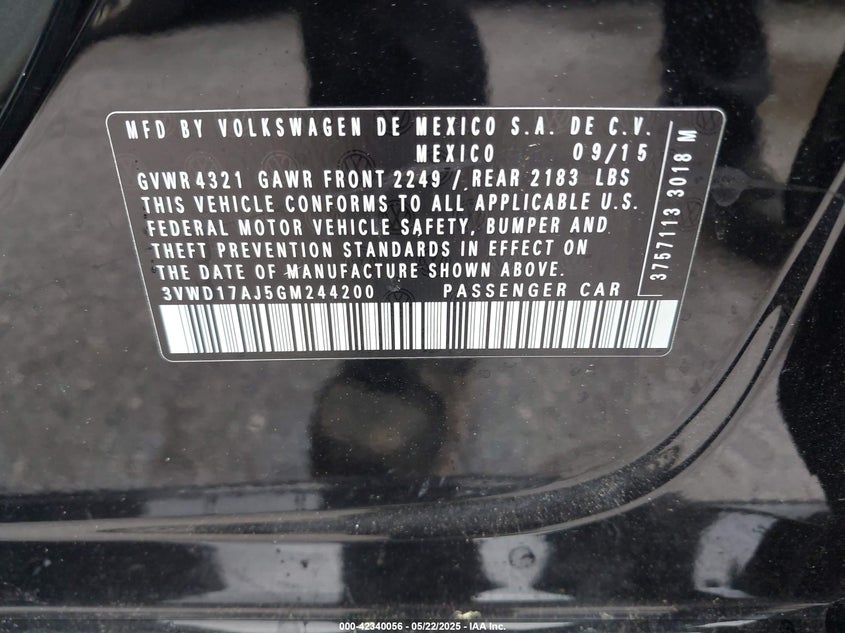 MFD BY VOLKSWAGEN DE MEXICO S.A. DE C.V.
MEXICO 09/15
GVWR 4321 GAWR FRONT 2249 / REAR 2183 LBS
THIS VEHICLE CONFORMS TO ALL APPLICABLE U.S.
FEDERAL MOTOR VEHICLE SAFETY, BUMPER AND
THEFT PREVENTION STANDARDS IN EFFECT ON
THE DATE OF MANUFACTURE SHOWN ABOVE.
3VWD17AJ5GM244200 PASSENGER CAR
3757113 3018 M
000-42340056 - 05/22/2025 - IAA Inc.